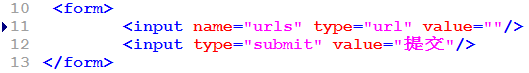 10 <form>
11 <input name="urls" type="url" value=""/>
12 <input type="submit" value="提交"/>
13 </form>